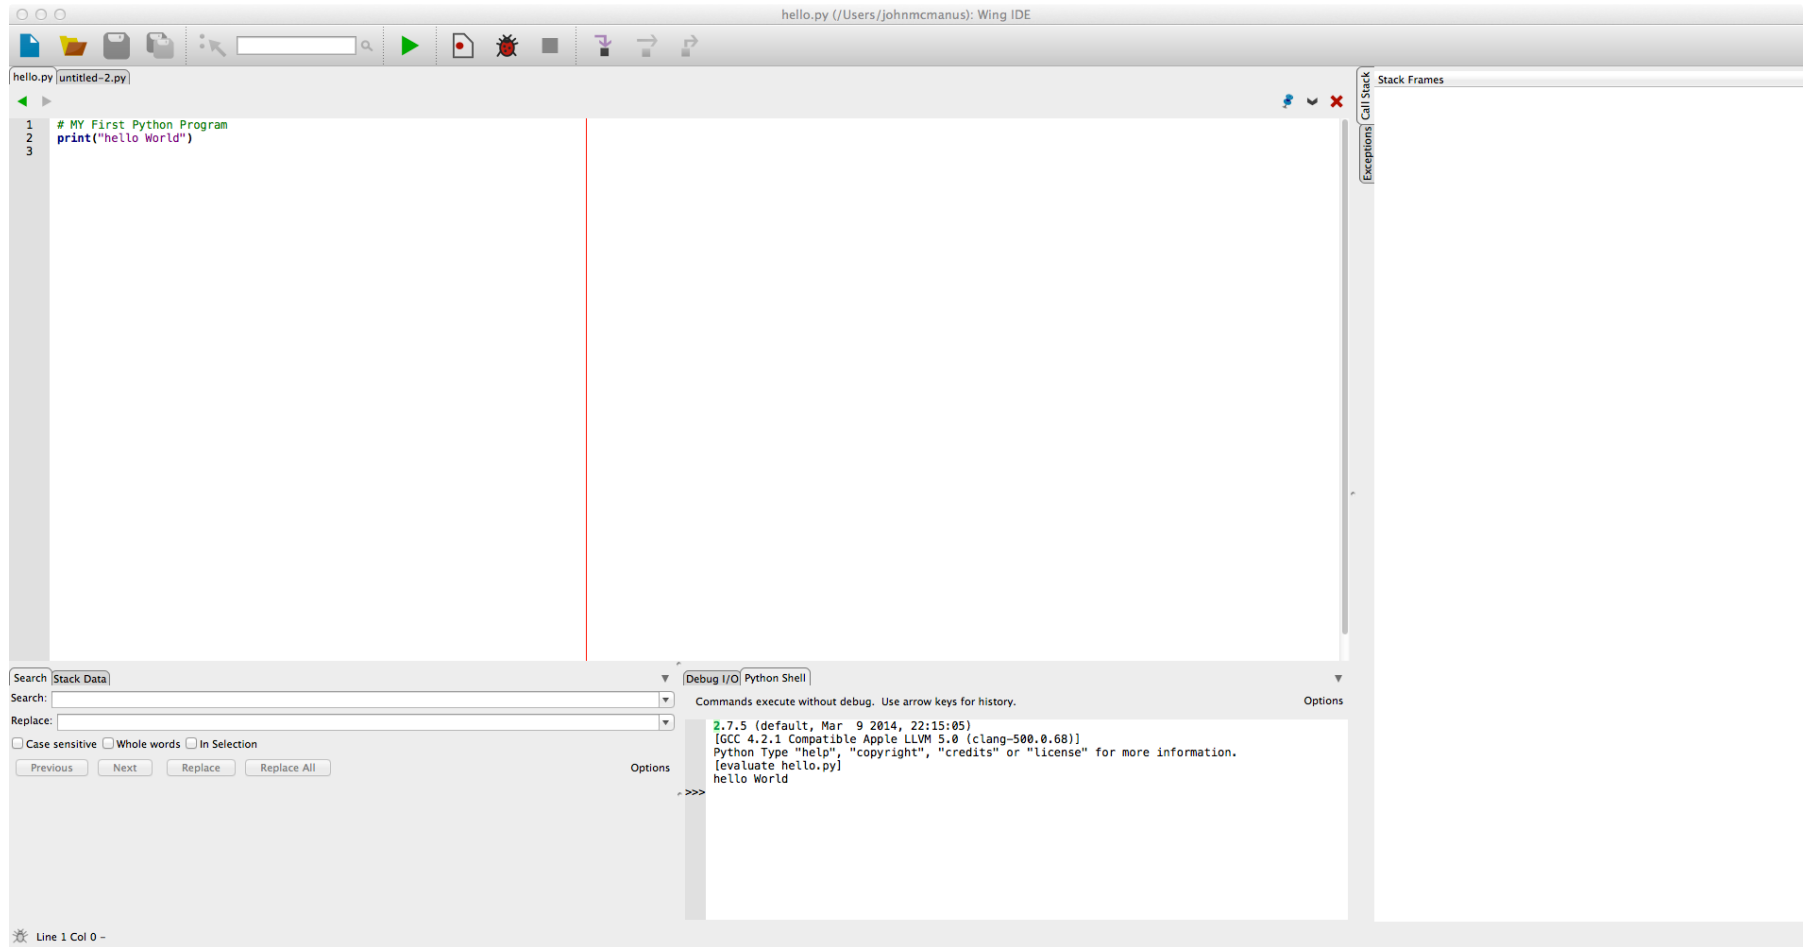 hello.py (/Users/johnmcmanus): Wing IDE
hello.py untitled-2.py
1 # MY First Python Program
2 print("hello World")
3
Call Stack
Exceptions
Stack Frames
Search Stack Data
Search:
Replace:
Case sensitive Whole words In Selection
Previous Next Replace Replace All Options
Debug I/O Python Shell
Commands execute without debug. Use arrow keys for history. Options
2.7.5 (default, Mar  9 2014, 22:15:05)
[GCC 4.2.1 Compatible Apple LLVM 5.0 (clang-500.0.68)]
Python Type "help", "copyright", "credits" or "license" for more information.
[evaluate hello.py]
hello World
>>>
Line 1 Col 0 -